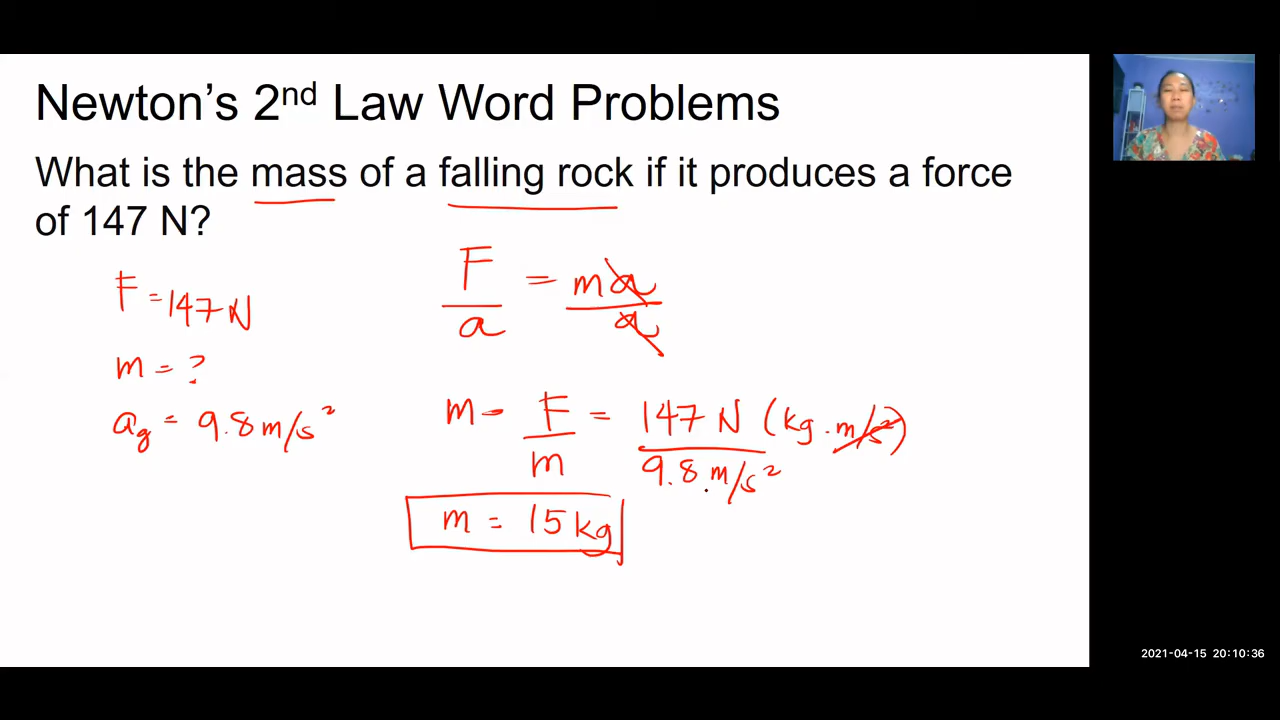 Newton's 2nd Law Word Problems
What is the mass of a falling rock if it produces a force
of 147 N?
F = 147 N
m = ?
ag = 9.8 m/s²
F/a = ma/a
m - F/m = 147 N (kg . m/s²) / 9.8 m/s²
m = 15 kg
2021-04-15 20:10:36